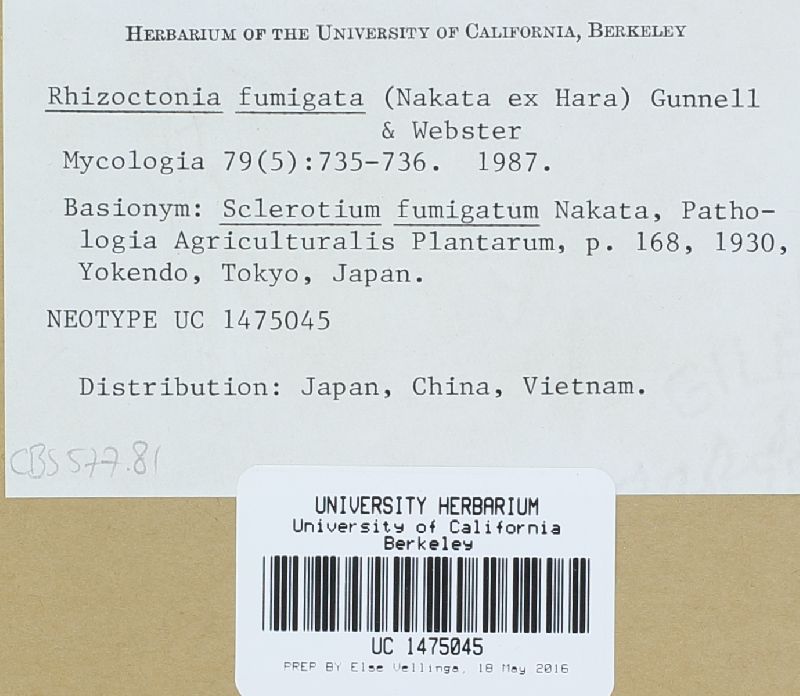 HERBARIUM OF THE UNIVERSITY OF CALIFORNIA, BERKELEY
Rhizoctonia fumigata (Nakata ex Hara) Gunnell
& Webster
Mycologia 79(5):735-736. 1987.
Basionym: Sclerotium fumigatum Nakata, Patho-
logia Agriculturalis Plantarum, p. 168, 1930,
Yokendo, Tokyo, Japan.
NEOTYPE UC 1475045
Distribution: Japan, China, Vietnam.
CBS 577.81
UNIVERSITY HERBARIUM
University of California
Berkeley
UC 1475045
PREP BY Else Vellinga, 18 May 2016